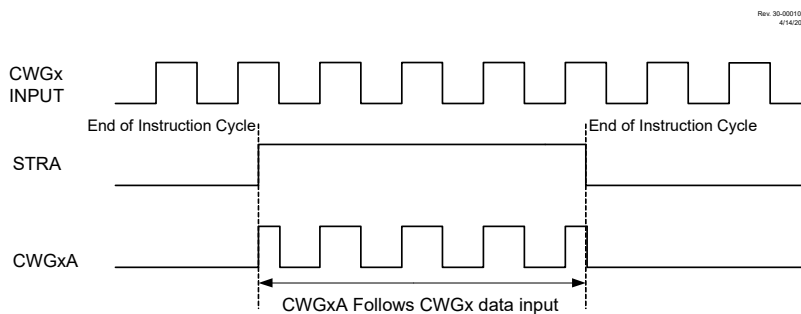 Rev. 30-00010
4/14/20
CWGx
INPUT
End of Instruction Cycle
End of Instruction Cycle
STRA
CWGxA
CWGxA Follows CWGx data input